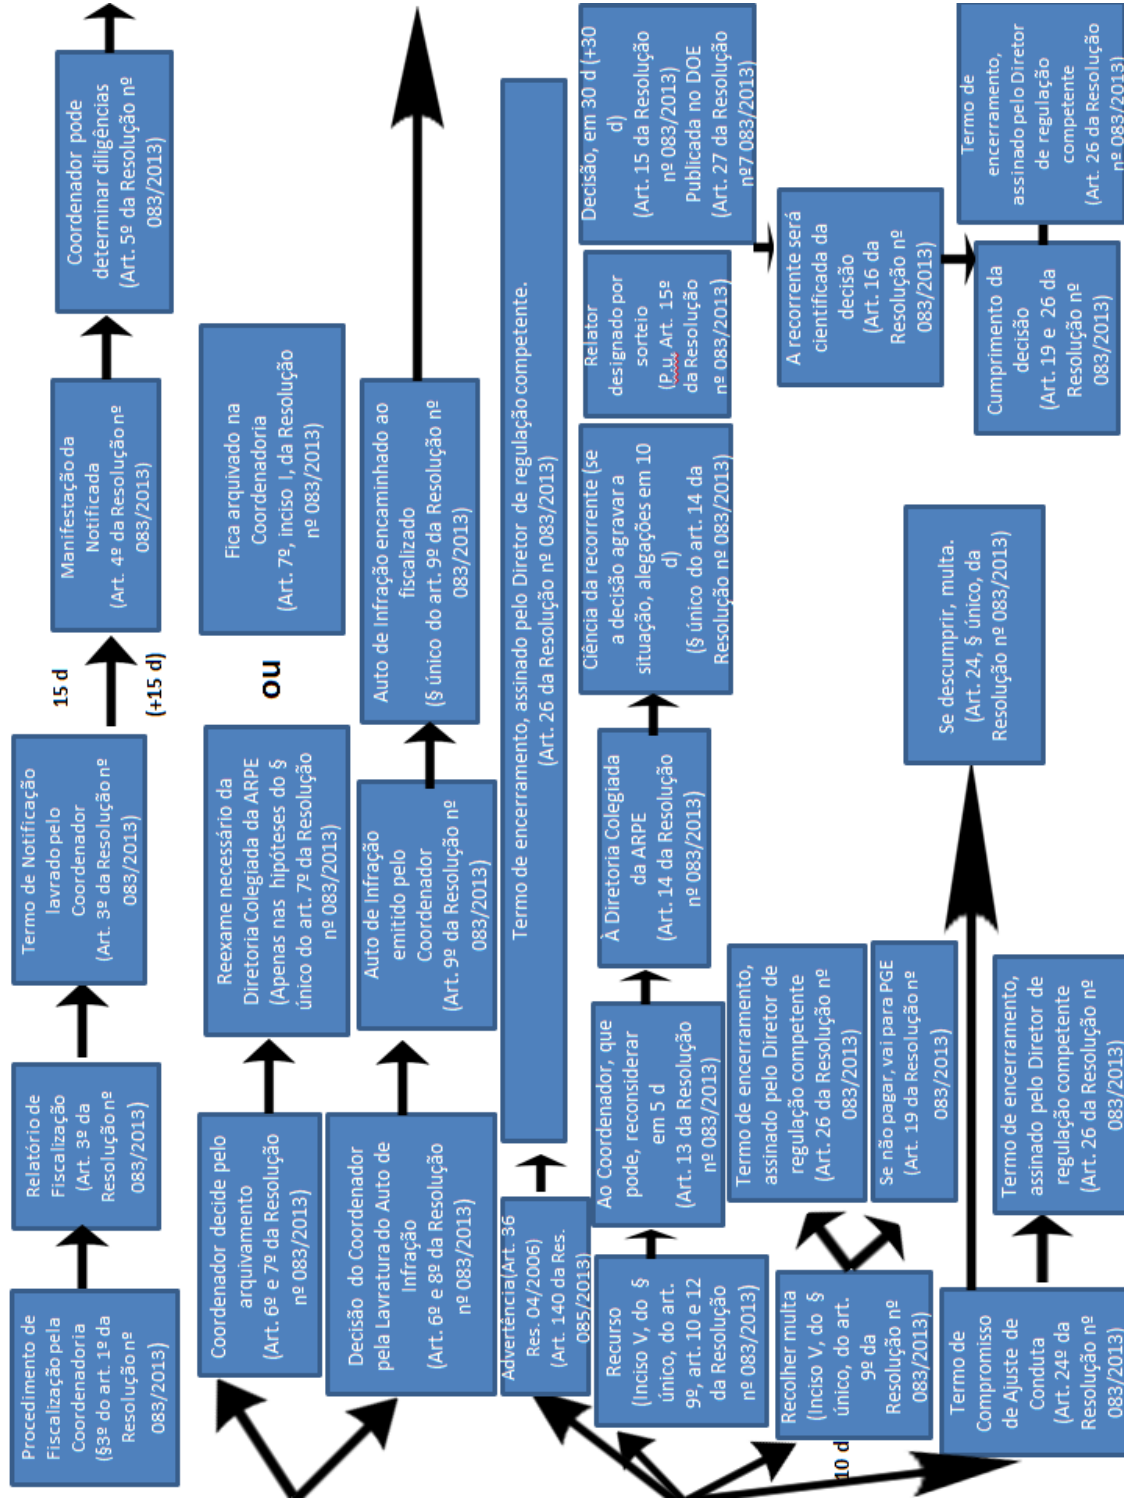 Procedimento de
Fiscalização pela
Coordenadoria
(§3º do art. 1º da
Resolução nº
083/2013)
Relatório de
Fiscalização
(Art. 3º da
Resolução nº
083/2013)
Termo de Notificação
lavrado pelo
Coordenador
(Art. 3º da Resolução nº
083/2013)
15 d
(+15 d)
Manifestação da
Notificada
(Art. 4º da Resolução nº
083/2013)
Coordenador pode
determinar diligências
(Art. 5º da Resolução nº
083/2013)
Coordenador decide pelo
arquivamento
(Art. 6º e 7º da Resolução
nº 083/2013)
Reexame necessário da
Diretoria Colegiada da ARPE
(Apenas nas hipóteses do §
único do art. 7º da Resolução
nº 083/2013)
ou
Fica arquivado na
Coordenadoria
(Art. 7º, inciso I, da Resolução
nº 083/2013)
Decisão do Coordenador
pela Lavratura do Auto de
Infração
(Art. 6º e 8º da Resolução
nº 083/2013)
Auto de Infração
emitido pelo
Coordenador
(Art. 9º da Resolução nº
083/2013)
Auto de Infração encaminhado ao
fiscalizado
(§ único do art. 9º da Resolução nº
083/2013)
Advertência(Art. 36
Res. 04/2006)
(Art. 140 da Res.
085/2013)
Termo de encerramento, assinado pelo Diretor de regulação competente.
(Art. 26 da Resolução nº 083/2013)
Recurso
(Inciso V, do §
único, do art.
9º, art. 10 e 12
da Resolução
nº 083/2013)
Ao Coordenador, que
pode, reconsiderar
em 5 d
(Art. 13 da Resolução
nº 083/2013)
À Diretoria Colegiada
da ARPE
(Art. 14 da Resolução
nº 083/2013)
Ciência da recorrente (se
a decisão agravar a
situação, alegações em 10
d)
(§ único do art. 14 da
Resolução nº 083/2013)
Relator
designado por
sorteio
(P.u. Art. 15º
da Resolução
nº 083/2013)
Decisão, em 30 d (+30
d)
(Art. 15 da Resolução
nº 083/2013)
Publicada no DOE
(Art. 27 da Resolução
nº7 083/2013)
A recorrente será
cientificada da
decisão
(Art. 16 da
Resolução nº
083/2013)
Cumprimento da
decisão
(Art. 19 e 26 da
Resolução nº
083/2013)
Termo de
encerramento,
assinado pelo Diretor
de regulação
competente
(Art. 26 da Resolução
nº 083/2013)
10 d
Recolher multa
(Inciso V, do §
único, do art.
9º da
Resolução nº
083/2013)
Termo de encerramento,
assinado pelo Diretor de
regulação competente
(Art. 26 da Resolução nº
083/2013)
Se não pagar, vai para PGE
(Art. 19 da Resolução nº
083/2013)
Termo de
Compromisso
de Ajuste de
Conduta
(Art. 24º da
Resolução nº
083/2013)
Termo de encerramento,
assinado pelo Diretor de
regulação competente
(Art. 26 da Resolução nº
083/2013)
Se descumprir, multa.
(Art. 24, § único, da
Resolução nº 083/2013)